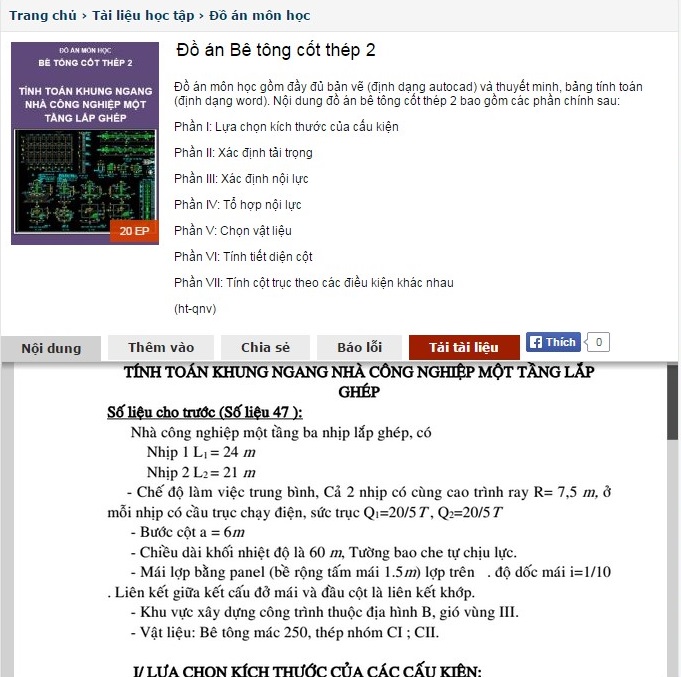 Trang chủ › Tài liệu học tập › Đồ án môn học
ĐỒ ÁN MÔN HỌC
BÊ TÔNG CỐT THÉP 2
TÍNH TOÁN KHUNG NGANG
NHÀ CÔNG NGHIỆP MỘT
TẦNG LẮP GHÉP
20 EP
Đồ án Bê tông cốt thép 2
Đồ án môn học gồm đầy đủ bản vẽ (định dạng autocad) và thuyết minh, bảng tính toán
(định dạng word). Nội dung đồ án bê tông cốt thép 2 bao gồm các phần chính sau:
Phần I: Lựa chọn kích thước của cấu kiện
Phần II: Xác định tải trọng
Phần III: Xác định nội lực
Phần IV: Tổ hợp nội lực
Phần V: Chọn vật liệu
Phần VI: Tính tiết diện cột
Phần VII: Tính cột trục theo các điều kiện khác nhau
(ht-qnv)
Nội dung Thêm vào Chia sẻ Báo lỗi Tải tài liệu Thích 0
TÍNH TOÁN KHUNG NGANG NHÀ CÔNG NGHIỆP MỘT TẦNG LẮP
GHÉP
Số liệu cho trước (Số liệu 47 ):
Nhà công nghiệp một tầng ba nhịp lắp ghép, có
Nhịp 1 L₁ = 24 m
Nhịp 2 L₂ = 21 m
- Chế độ làm việc trung bình, Cả 2 nhịp có cùng cao trình ray R= 7,5 m, ở
mỗi nhịp có cầu trục chạy điện, sức trục Q₁=20/5T, Q₂=20/5T
- Bước cột a = 6m
- Chiều dài khối nhiệt độ là 60 m, Tường bao che tự chịu lực.
- Mái lợp bằng panel (bề rộng tấm mái 1.5m) lợp trên . độ dốc mái i=1/10
. Liên kết giữa kết cấu đỡ mái và đầu cột là liên kết khớp.
- Khu vực xây dựng công trình thuộc địa hình B, gió vùng III.
- Vật liệu: Bê tông mác 250, thép nhóm CI ; CII.
I/ LỰA CHỌN KÍCH THƯỚC CỦA CÁC CẤU KIỆN: